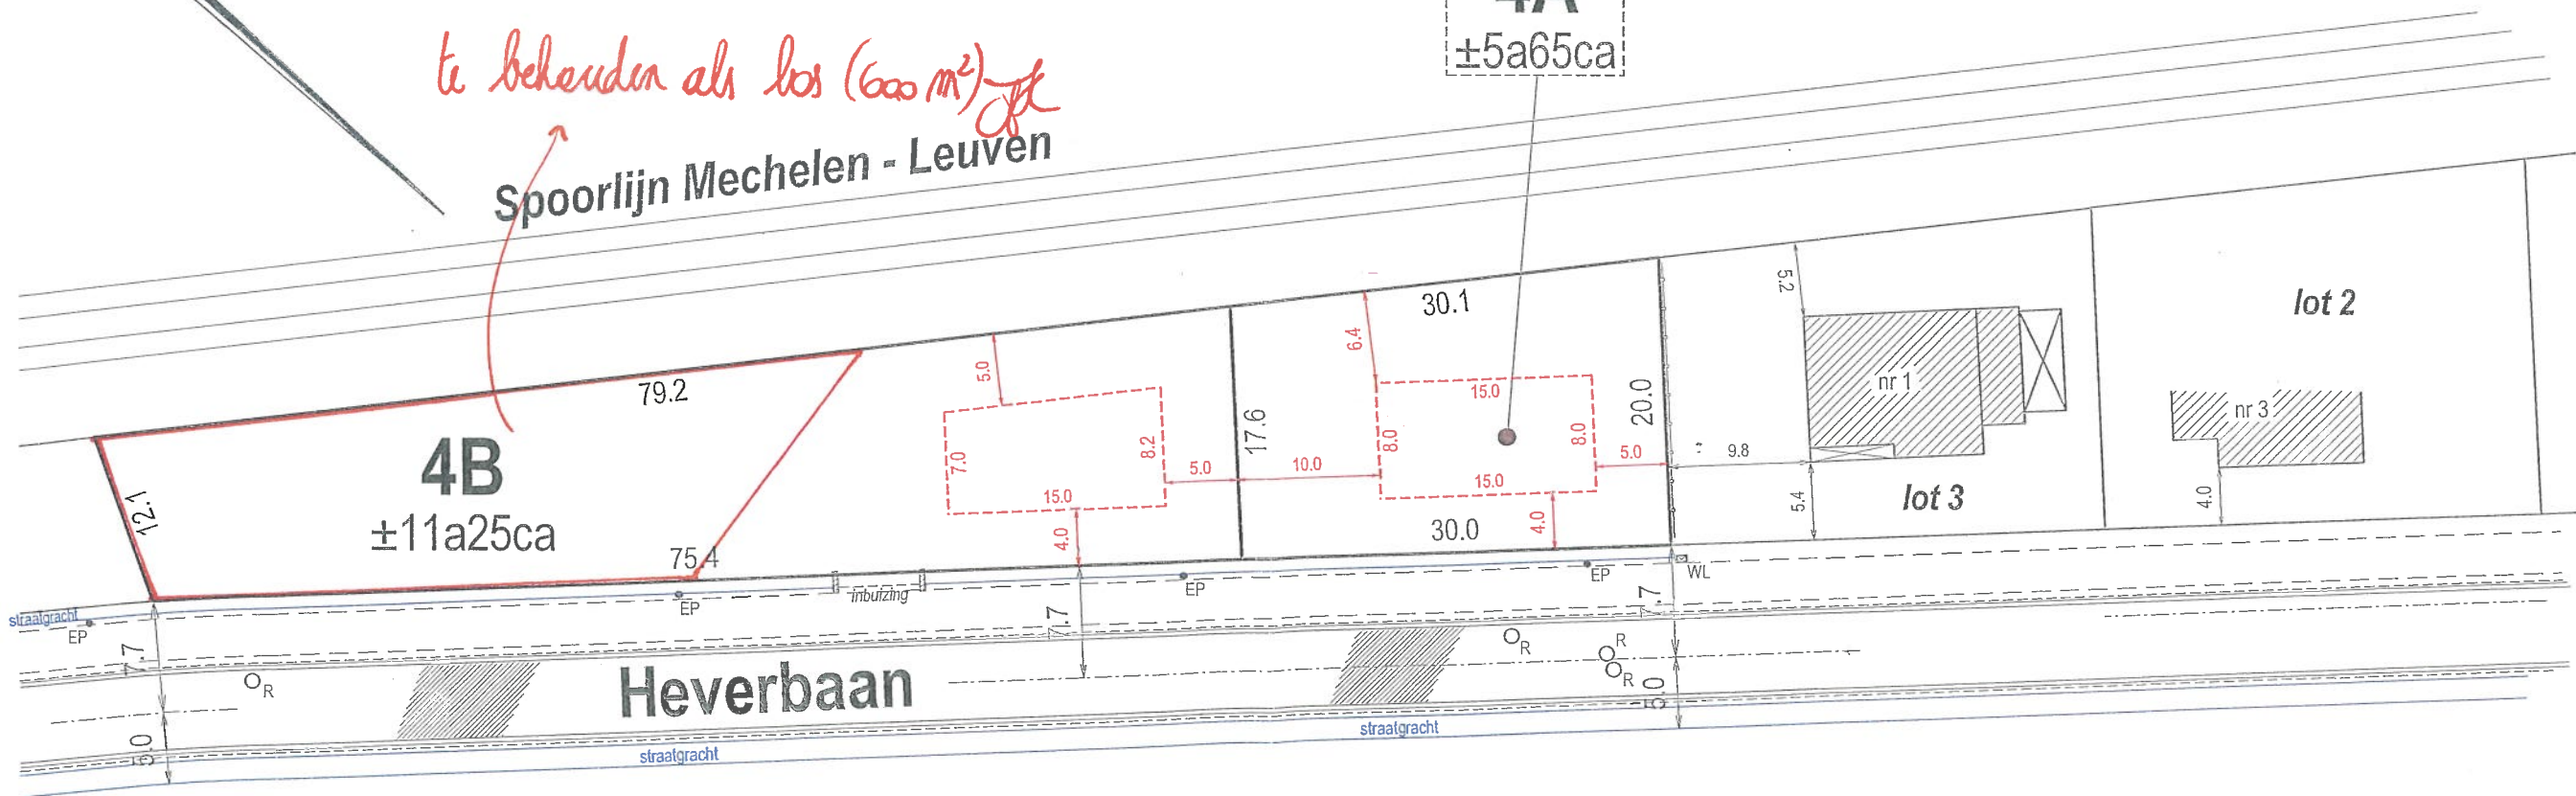 4A
±5a65ca
te behouden als bos (600 m²)
Spoorlijn Mechelen - Leuven
30.1
5.2
lot 2
6.4
5.0
79.2
15.0
nr 1
20.0
nr 3
17.6
8.2
8.0
8.0
7.0
4B
5.0
10.0
5.0
9.8
12.1
±11a25ca
15.0
15.0
lot 3
5.4
4.0
4.0
30.0
4.0
75.4
WL
EP
EP
EP
inbuizing
straatgracht
EP
7.7
7.7
7.7
R
R
R
R
Heverbaan
5.0
5.0
straatgracht
straatgracht